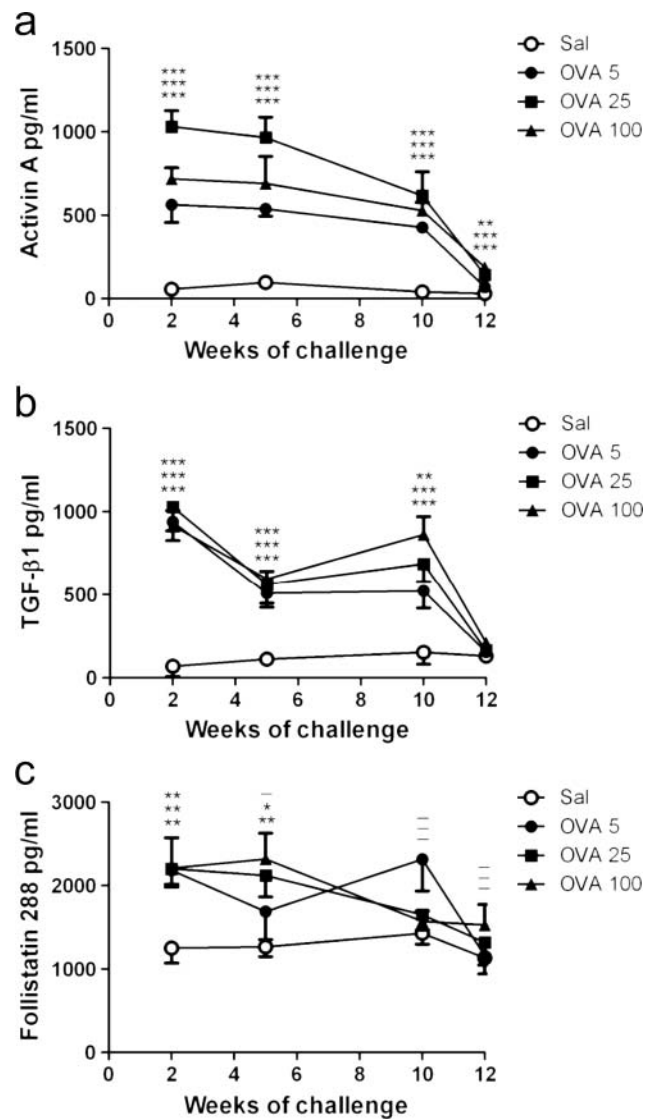 a
1500
1000
500
0
Activin A pg/ml
***
***
***
***
***
***
***
***
***
**
***
***
0 2 4 6 8 10 12
Weeks of challenge
Sal
OVA 5
OVA 25
OVA 100
b
1500
1000
500
0
TGF-β1 pg/ml
***
***
***
***
***
***
**
***
***
0 2 4 6 8 10 12
Weeks of challenge
Sal
OVA 5
OVA 25
OVA 100
c
3000
2000
1000
0
Follistatin 288 pg/ml
**
**
**
–
*
**
–
–
–
–
–
–
0 2 4 6 8 10 12
Weeks of challenge
Sal
OVA 5
OVA 25
OVA 100